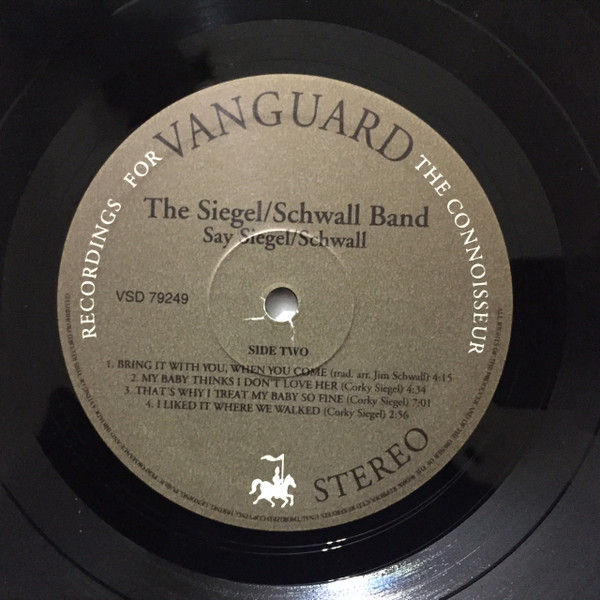 RECORDINGS FOR VANGUARD THE CONNOISSEUR
The Siegel/Schwall Band
Say Siegel/Schwall
VSD 79249
SIDE TWO
1. BRING IT WITH YOU, WHEN YOU COME (trad. arr. Jim Schwall) 4:15
2. MY BABY THINKS I DON'T LOVE HER (Corky Siegel) 4:34
3. THAT'S WHY I TREAT MY BABY SO FINE (Corky Siegel) 7:01
4. I LIKED IT WHERE WE WALKED (Corky Siegel) 2:56
STEREO